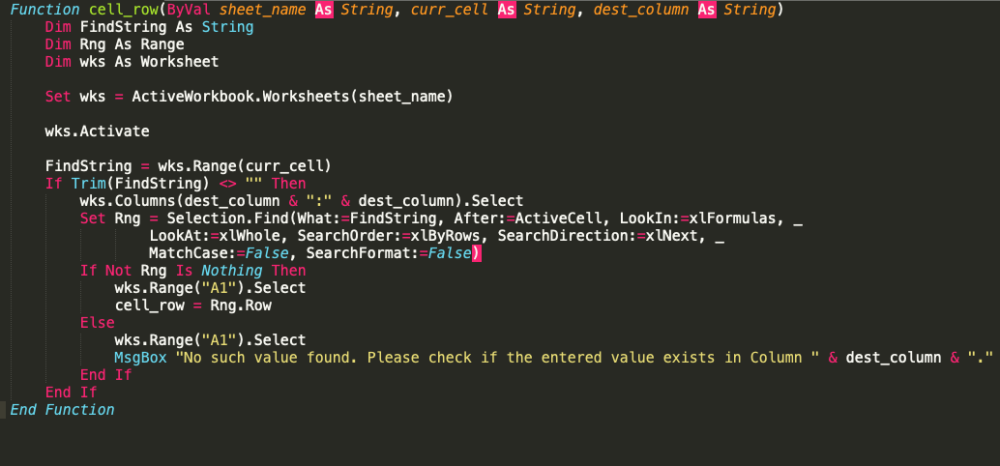 Function cell_row(ByVal sheet_name As String, curr_cell As String, dest_column As String)
    Dim FindString As String
    Dim Rng As Range
    Dim wks As Worksheet

    Set wks = ActiveWorkbook.Worksheets(sheet_name)

    wks.Activate

    FindString = wks.Range(curr_cell)
    If Trim(FindString) <> "" Then
        wks.Columns(dest_column & ":" & dest_column).Select
        Set Rng = Selection.Find(What:=FindString, After:=ActiveCell, LookIn:=xlFormulas, _
                LookAt:=xlWhole, SearchOrder:=xlByRows, SearchDirection:=xlNext, _
                MatchCase:=False, SearchFormat:=False)
        If Not Rng Is Nothing Then
            wks.Range("A1").Select
            cell_row = Rng.Row
        Else
            wks.Range("A1").Select
            MsgBox "No such value found. Please check if the entered value exists in Column " & dest_column & "."
        End If
    End If
End Function